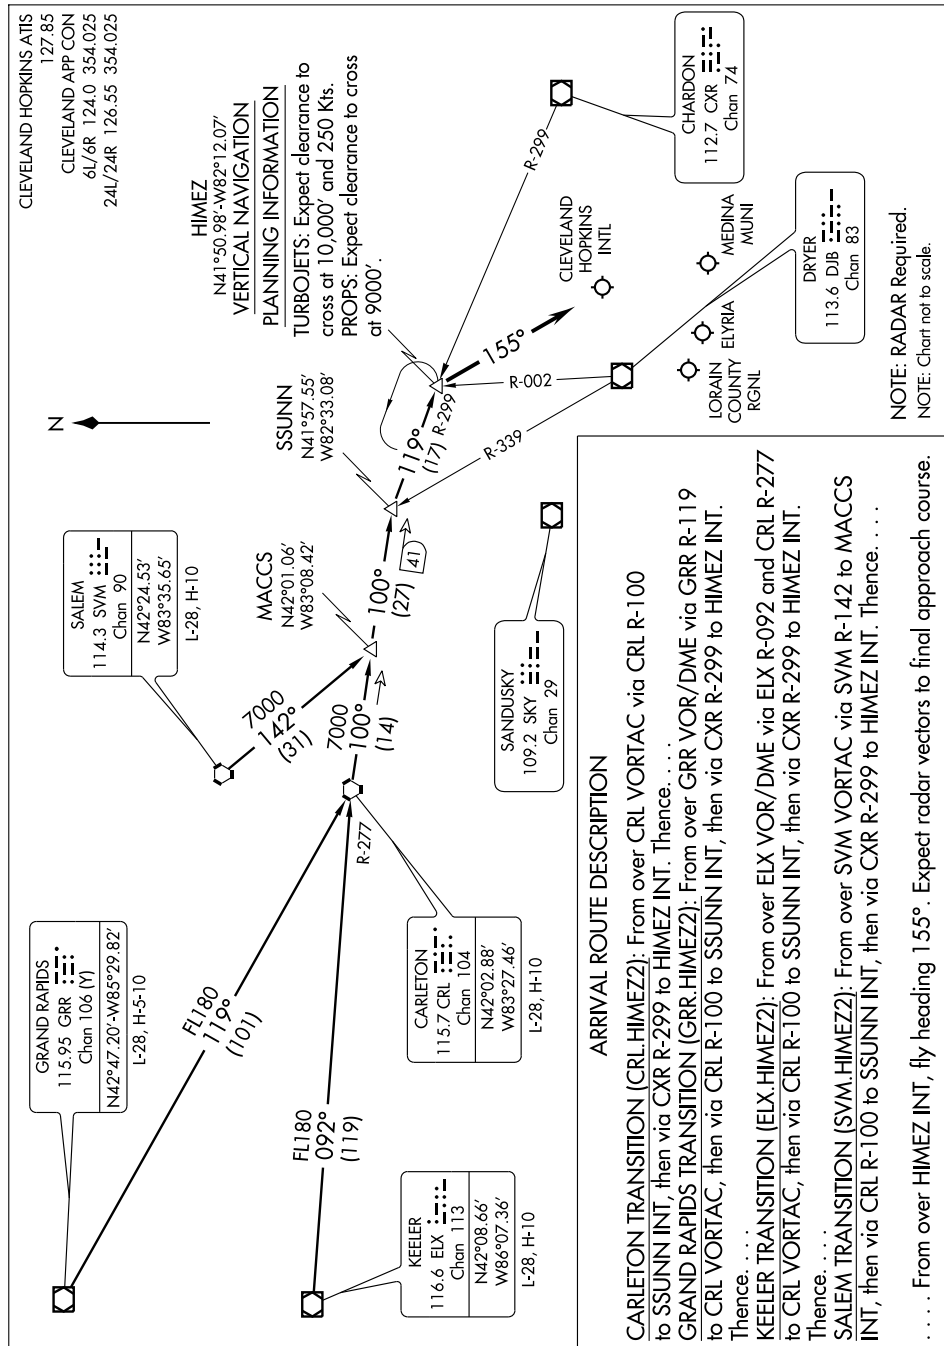 CLEVELAND HOPKINS ATIS
127.85
CLEVELAND APP CON
6L/6R 124.0 354.025
24L/24R 126.55 354.025
HIMEZ
N41°50.98'-W82°12.07'
VERTICAL NAVIGATION
PLANNING INFORMATION
TURBOJETS: Expect clearance to
cross at 10,000' and 250 Kts.
PROPS: Expect clearance to cross
at 9000'.
N
SSUNN
N41°57.55'
W82°33.08'
MACCS
N42°01.06'
W83°08.42'
SALEM
114.3 SVM
Chan 90
N42°24.53'
W83°35.65'
L-28, H-10
GRAND RAPIDS
115.95 GRR
Chan 106 (Y)
N42°47.20'-W85°29.82'
L-28, H-5-10
FL180
119°
(101)
FL180
092°
(119)
7000
142°
(31)
7000
100°
(14)
R-277
100°
(27)
41
119°
(17)
R-299
155°
R-299
R-002
R-339
KEELER
116.6 ELX
Chan 113
N42°08.66'
W86°07.36'
L-28, H-10
CARLETON
115.7 CRL
Chan 104
N42°02.88'
W83°27.46'
L-28, H-10
SANDUSKY
109.2 SKY
Chan 29
CHARDON
112.7 CXR
Chan 74
DRYER
113.6 DJB
Chan 83
CLEVELAND
HOPKINS
INTL
MEDINA
MUNI
ELYRIA
LORAIN
COUNTY
RGNL
NOTE: RADAR Required.
NOTE: Chart not to scale.
ARRIVAL ROUTE DESCRIPTION
CARLETON TRANSITION (CRL.HIMEZ2): From over CRL VORTAC via CRL R-100
to SSUNN INT, then via CXR R-299 to HIMEZ INT. Thence. . . .
GRAND RAPIDS TRANSITION (GRR.HIMEZ2): From over GRR VOR/DME via GRR R-119
to CRL VORTAC, then via CRL R-100 to SSUNN INT, then via CXR R-299 to HIMEZ INT.
Thence. . . .
KEELER TRANSITION (ELX.HIMEZ2): From over ELX VOR/DME via ELX R-092 and CRL R-277
to CRL VORTAC, then via CRL R-100 to SSUNN INT, then via CXR R-299 to HIMEZ INT.
Thence. . . .
SALEM TRANSITION (SVM.HIMEZ2): From over SVM VORTAC via SVM R-142 to MACCS
INT, then via CRL R-100 to SSUNN INT, then via CXR R-299 to HIMEZ INT. Thence. . . .
. . . . From over HIMEZ INT, fly heading 155°. Expect radar vectors to final approach course.